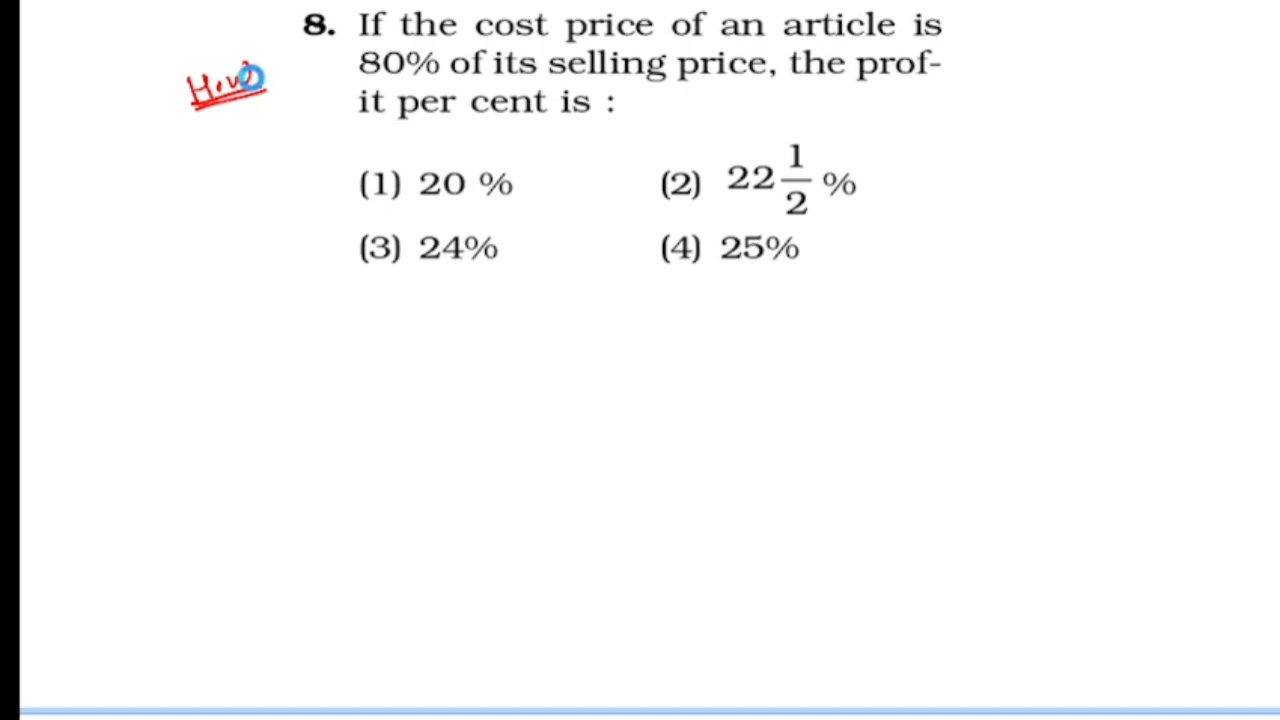 8. If the cost price of an article is
80% of its selling price, the prof-
it per cent is :
(1) 20 % (2) 22 1/2 %
(3) 24% (4) 25%